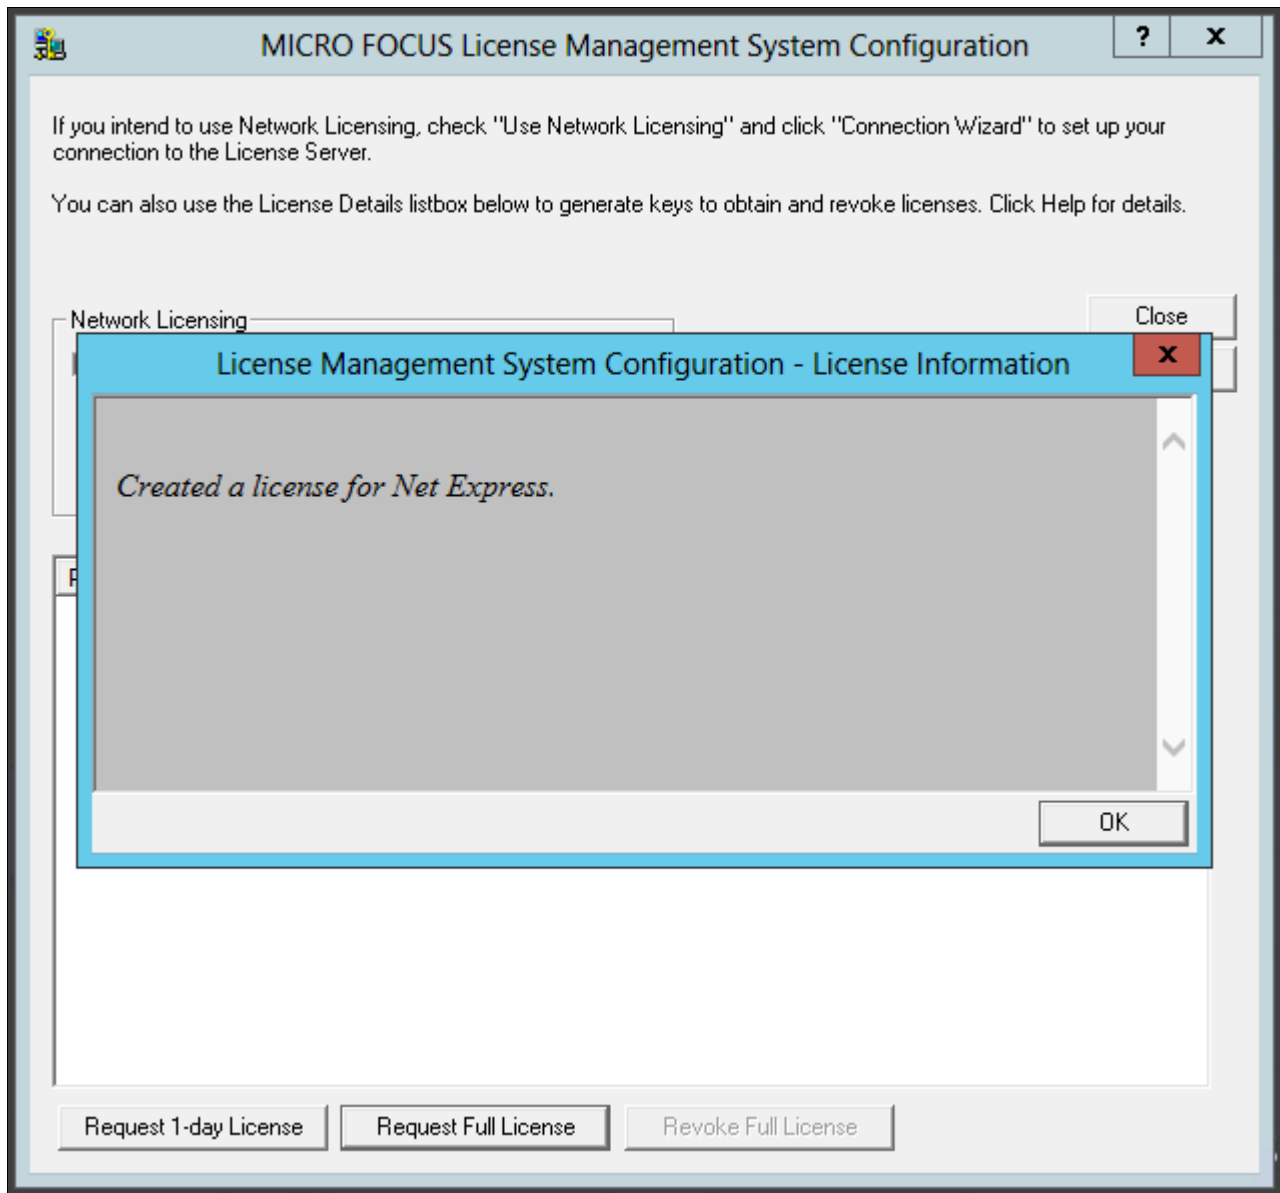 MICRO FOCUS License Management System Configuration
?
x
If you intend to use Network Licensing, check "Use Network Licensing" and click "Connection Wizard" to set up your
connection to the License Server.
You can also use the License Details listbox below to generate keys to obtain and revoke licenses. Click Help for details.
Network Licensing
Close
License Management System Configuration - License Information
x
Created a license for Net Express.
OK
Request 1-day License
Request Full License
Revoke Full License